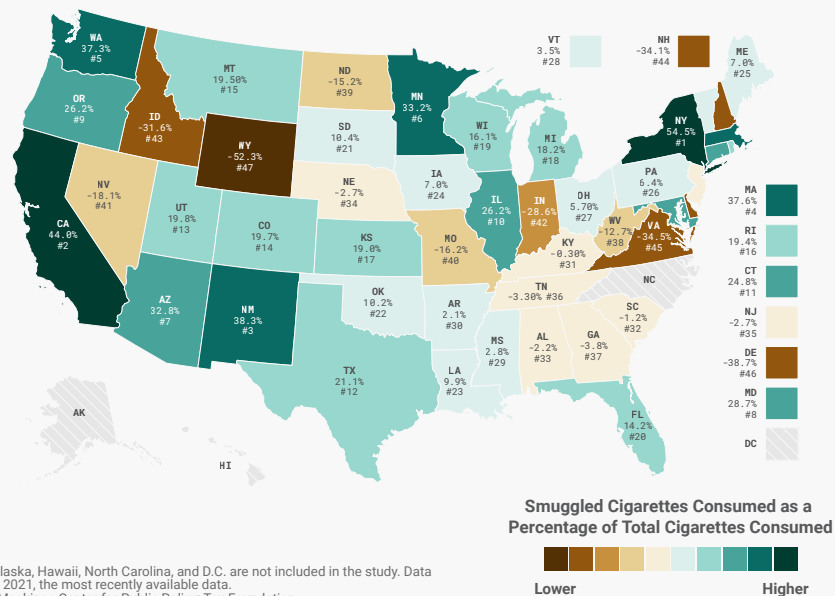 WA
37.3%
#5
MT
19.50%
#15
ND
-15.2%
#39
MN
33.2%
#6
VT
3.5%
#28
NH
-34.1%
#44
ME
7.0%
#25
OR
26.2%
#9
ID
-31.6%
#43
WY
-52.3%
#47
SD
10.4%
#21
WI
16.1%
#19
MI
18.2%
#18
NY
54.5%
#1
NV
-18.1%
#41
UT
19.8%
#13
CO
19.7%
#14
NE
-2.7%
#34
IA
7.0%
#24
IL
26.2%
#10
IN
-28.6%
#42
OH
5.70%
#27
PA
6.4%
#26
CA
44.0%
#2
KS
19.0%
#17
MO
-16.2%
#40
KY
-0.30%
#31
WV
-12.7%
#38
VA
-34.5%
#45
MA
37.6%
#4
RI
19.4%
#16
CT
24.8%
#11
NJ
-2.7%
#35
DE
-38.7%
#46
MD
28.7%
#8
DC
AZ
32.8%
#7
NM
38.3%
#3
OK
10.2%
#22
AR
2.1%
#30
TN
-3.30% #36
NC
SC
-1.2%
#32
TX
21.1%
#12
LA
9.9%
#23
MS
2.8%
#29
AL
-2.2%
#33
GA
-3.8%
#37
FL
14.2%
#20
AK
HI
Smuggled Cigarettes Consumed as a
Percentage of Total Cigarettes Consumed
Lower Higher
laska, Hawaii, North Carolina, and D.C. are not included in the study. Data
2021, the most recently available data.